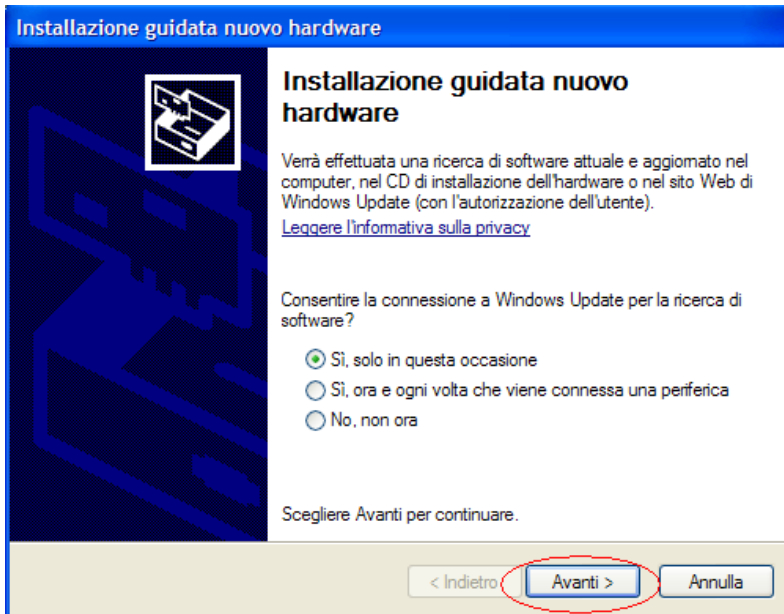 Installazione guidata nuovo hardware
Installazione guidata nuovo
hardware
Verrà effettuata una ricerca di software attuale e aggiornato nel
computer, nel CD di installazione dell'hardware o nel sito Web di
Windows Update (con l'autorizzazione dell'utente).
Leggere l'informativa sulla privacy
Consentire la connessione a Windows Update per la ricerca di
software?
Sì, solo in questa occasione
Sì, ora e ogni volta che viene connessa una periferica
No, non ora
Scegliere Avanti per continuare.
< Indietro
Avanti >
Annulla